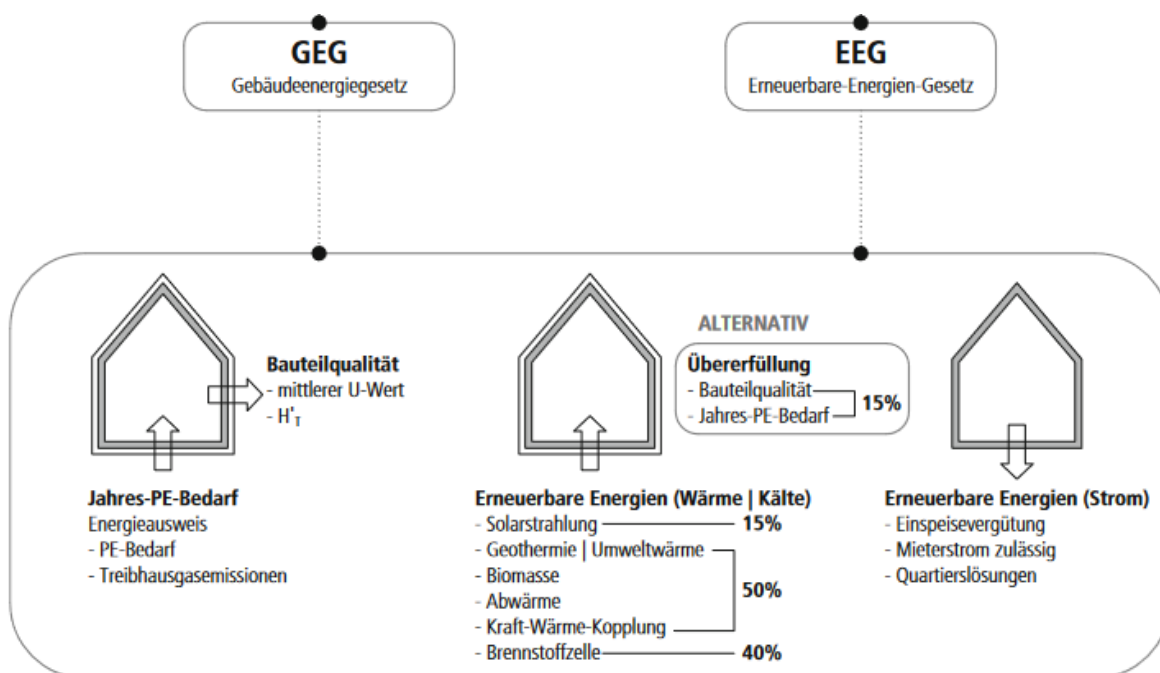 GEG
Gebäudeenergiegesetz
EEG
Erneuerbare-Energien-Gesetz
Bauteilqualität
- mittlerer U-Wert
- H'T
Jahres-PE-Bedarf
Energieausweis
- PE-Bedarf
- Treibhausgasemissionen
ALTERNATIV
Übererfüllung
- Bauteilqualität
- Jahres-PE-Bedarf
15%
Erneuerbare Energien (Wärme | Kälte)
- Solarstrahlung 15%
- Geothermie | Umweltwärme
- Biomasse
- Abwärme
- Kraft-Wärme-Kopplung
50%
- Brennstoffzelle 40%
Erneuerbare Energien (Strom)
- Einspeisevergütung
- Mieterstrom zulässig
- Quartierslösungen